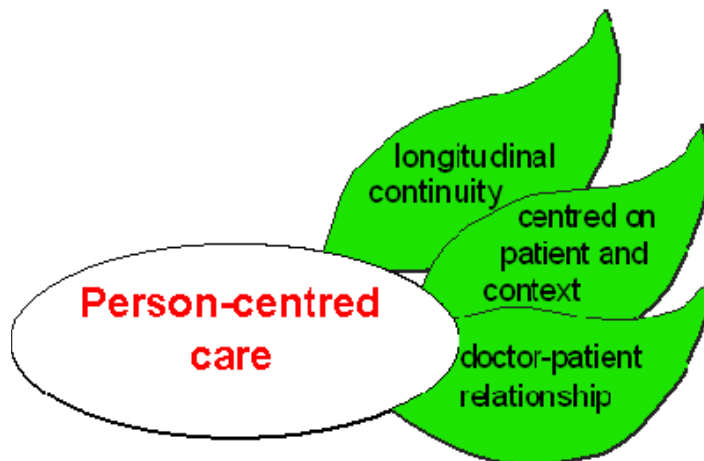 longitudinal
continuity
centred on
patient and
context
Person-centred
care
doctor-patient
relationship